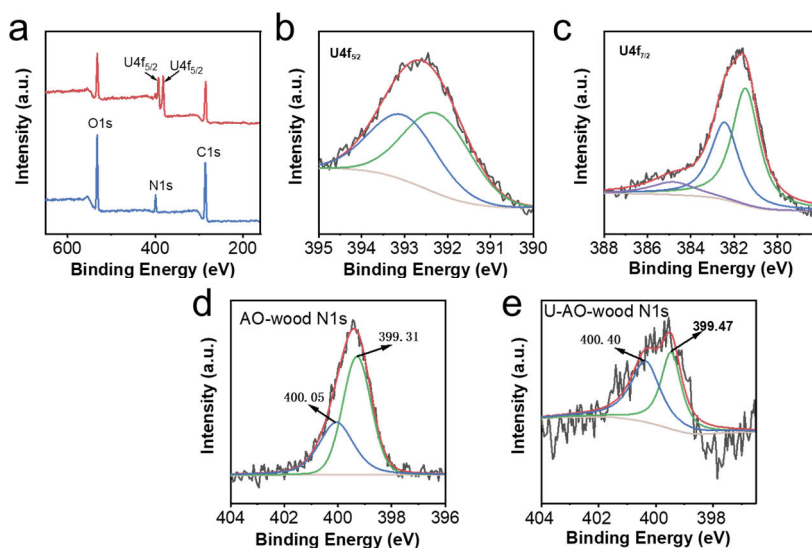 a
U4f5/2
U4f5/2
O1s
N1s
C1s
Intensity (a.u.)
600
400
200
Binding Energy (eV)
b
U4f5/2
Intensity (a.u.)
395
394
393
392
391
390
Binding Energy (eV)
c
U4f7/2
Intensity (a.u.)
388
386
384
382
380
Binding Energy (eV)
d
AO-wood N1s
399.31
400.05
Intensity (a.u.)
404
402
400
398
396
Binding Energy (eV)
e
U-AO-wood N1s
400.40
399.47
Intensity (a.u.)
404
402
400
398
Binding Energy (eV)